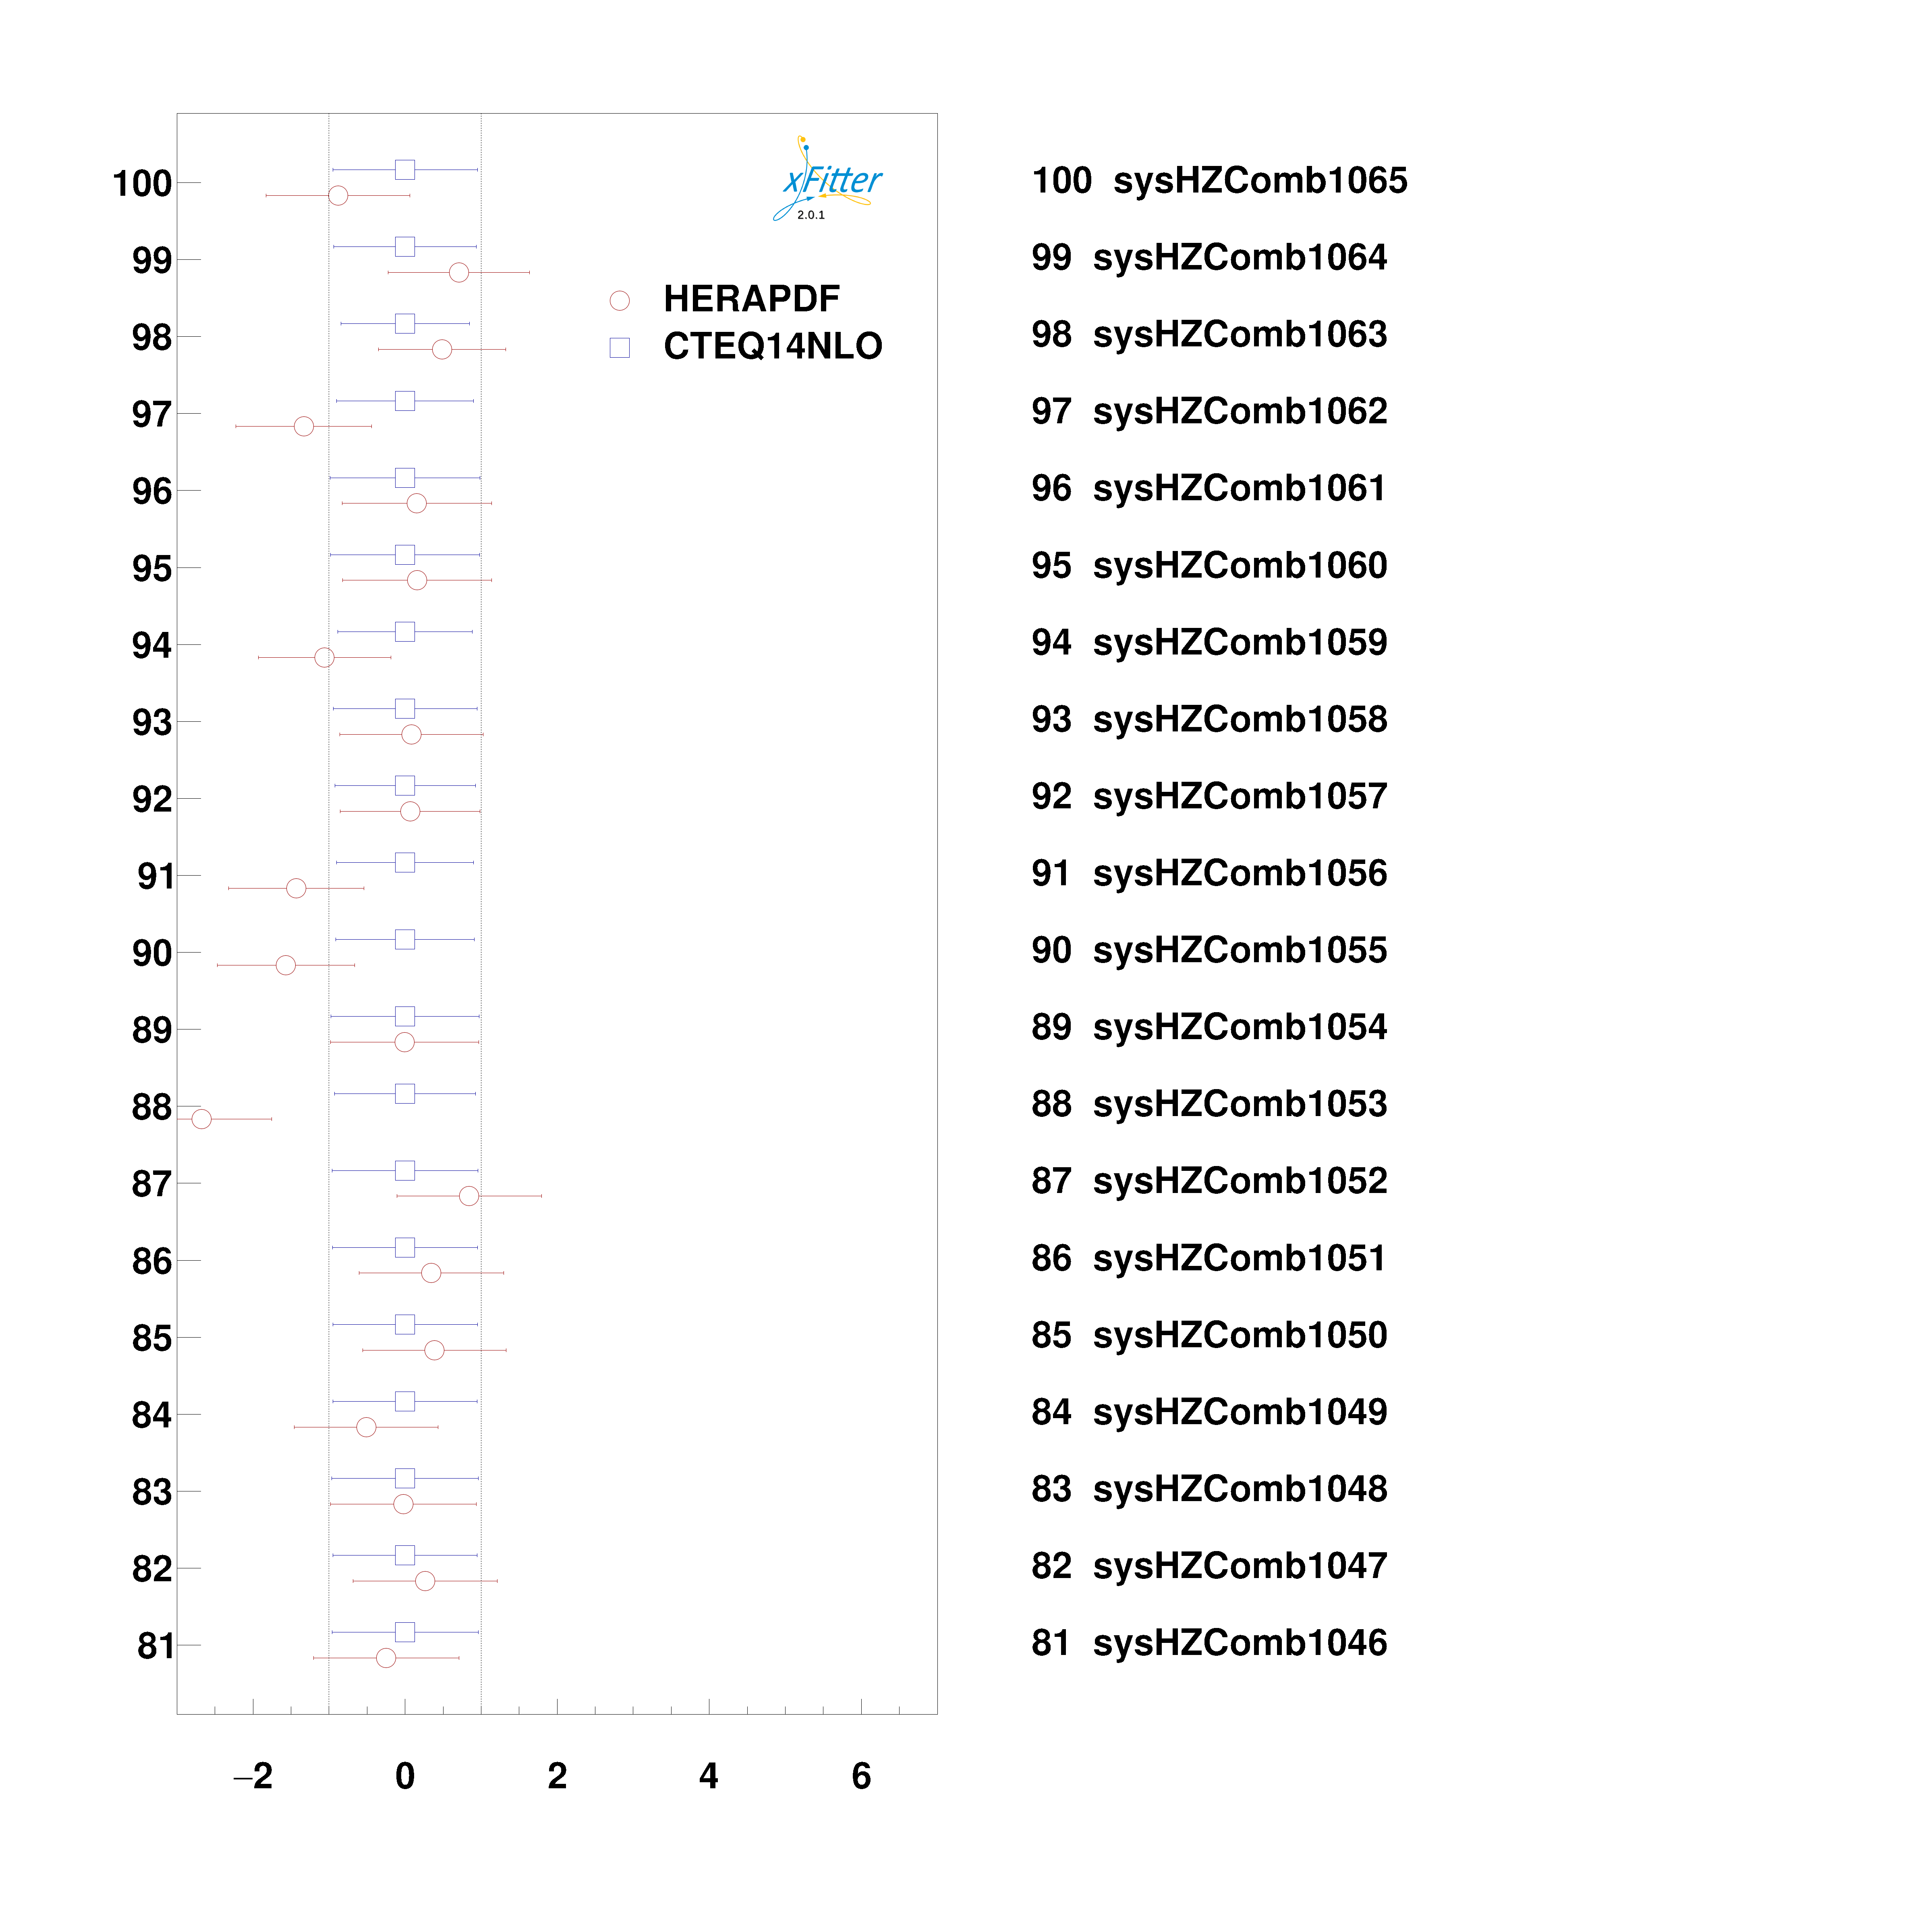 xFitter
2.0.1
HERAPDF
CTEQ14NLO
100
99
98
97
96
95
94
93
92
91
90
89
88
87
86
85
84
83
82
81
−2 0 2 4 6
100 sysHZComb1065
99 sysHZComb1064
98 sysHZComb1063
97 sysHZComb1062
96 sysHZComb1061
95 sysHZComb1060
94 sysHZComb1059
93 sysHZComb1058
92 sysHZComb1057
91 sysHZComb1056
90 sysHZComb1055
89 sysHZComb1054
88 sysHZComb1053
87 sysHZComb1052
86 sysHZComb1051
85 sysHZComb1050
84 sysHZComb1049
83 sysHZComb1048
82 sysHZComb1047
81 sysHZComb1046